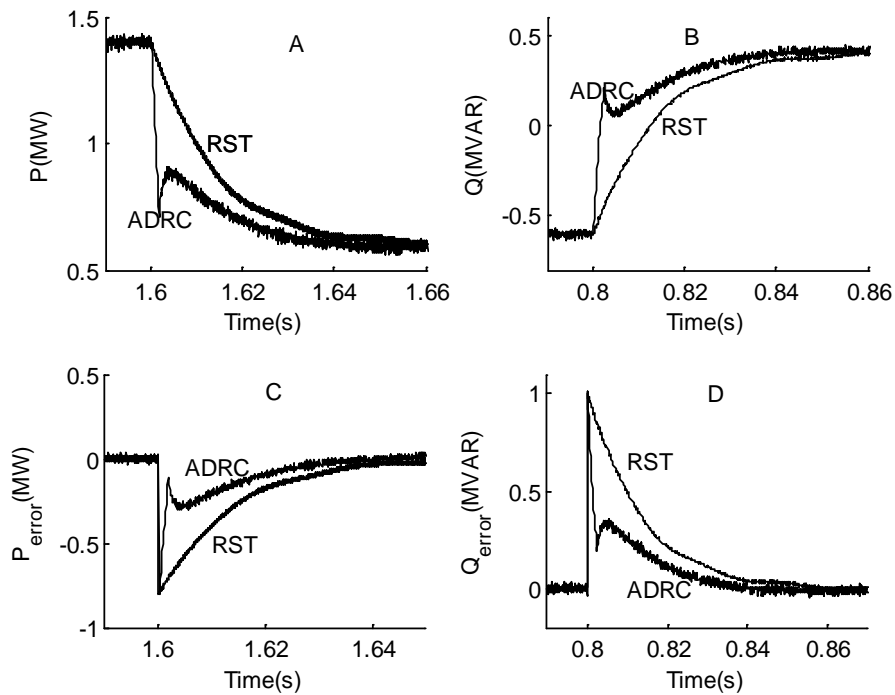 A
P(MW)
1.5
1
0.5
RST
ADRC
1.6
1.62
1.64
1.66
Time(s)
B
Q(MVAR)
0.5
0
-0.5
ADRC
RST
0.8
0.82
0.84
0.86
Time(s)
C
P_error(MW)
0.5
0
-0.5
-1
ADRC
RST
1.6
1.62
1.64
Time(s)
D
Q_error(MVAR)
1
0.5
0
RST
ADRC
0.8
0.82
0.84
0.86
Time(s)